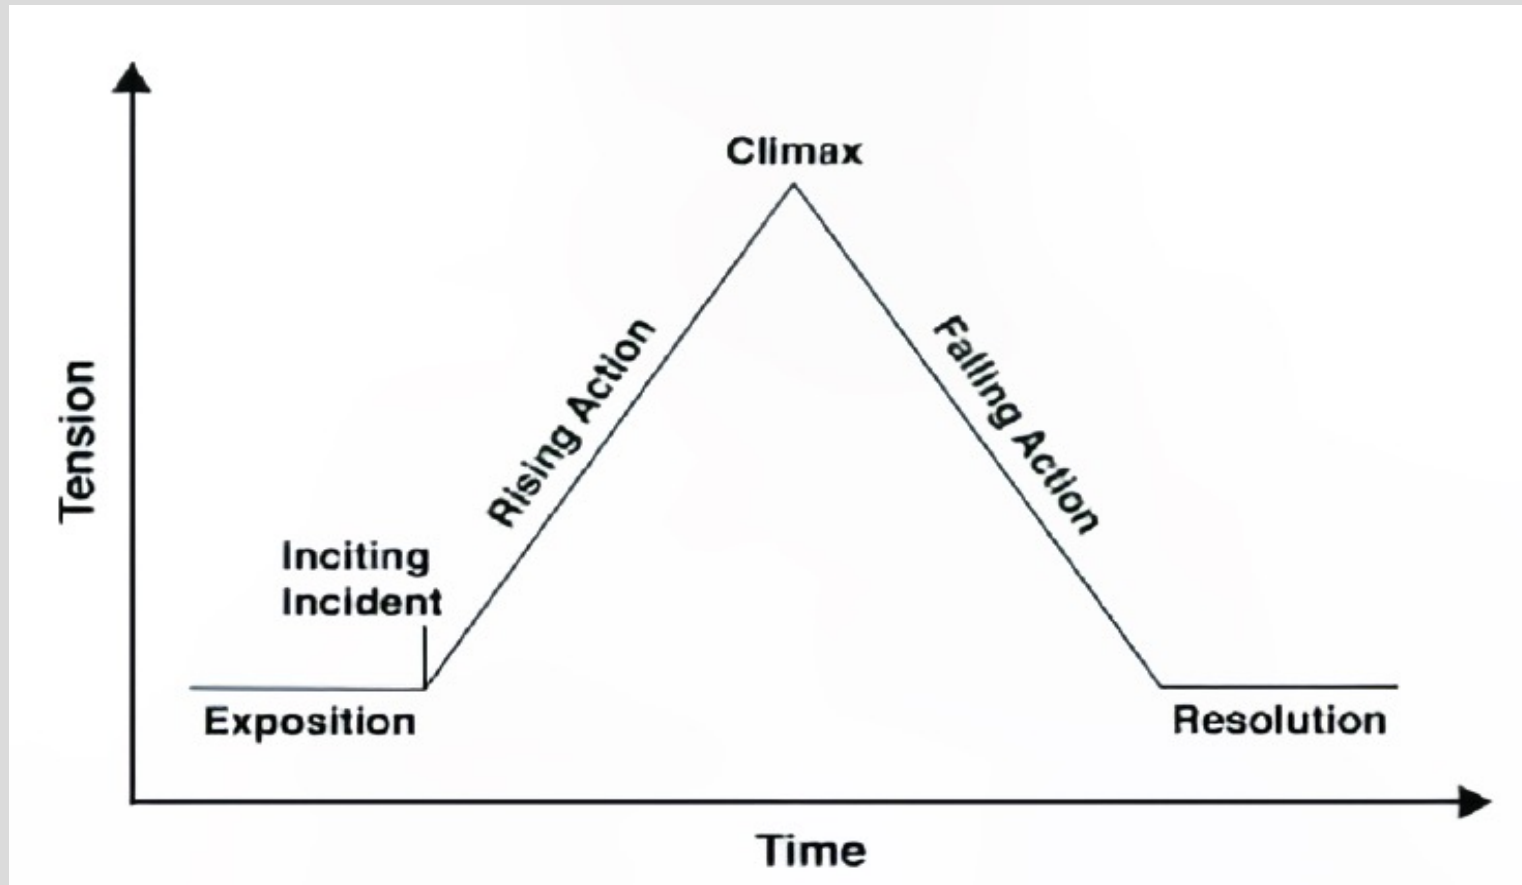 Climax
Tension
Rising Action
Falling Action
Inciting
Incident
Exposition
Resolution
Time